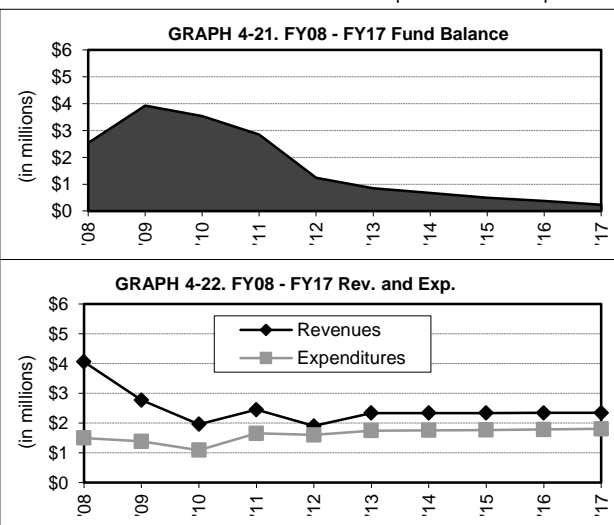 GRAPH 4-21. FY08 - FY17 Fund Balance
(in millions)
$6
$5
$4
$3
$2
$1
$0
'08 '09 '10 '11 '12 '13 '14 '15 '16 '17
GRAPH 4-22. FY08 - FY17 Rev. and Exp.
(in millions)
$6
$5
$4
$3
$2
$1
$0
Revenues
Expenditures
'08 '09 '10 '11 '12 '13 '14 '15 '16 '17